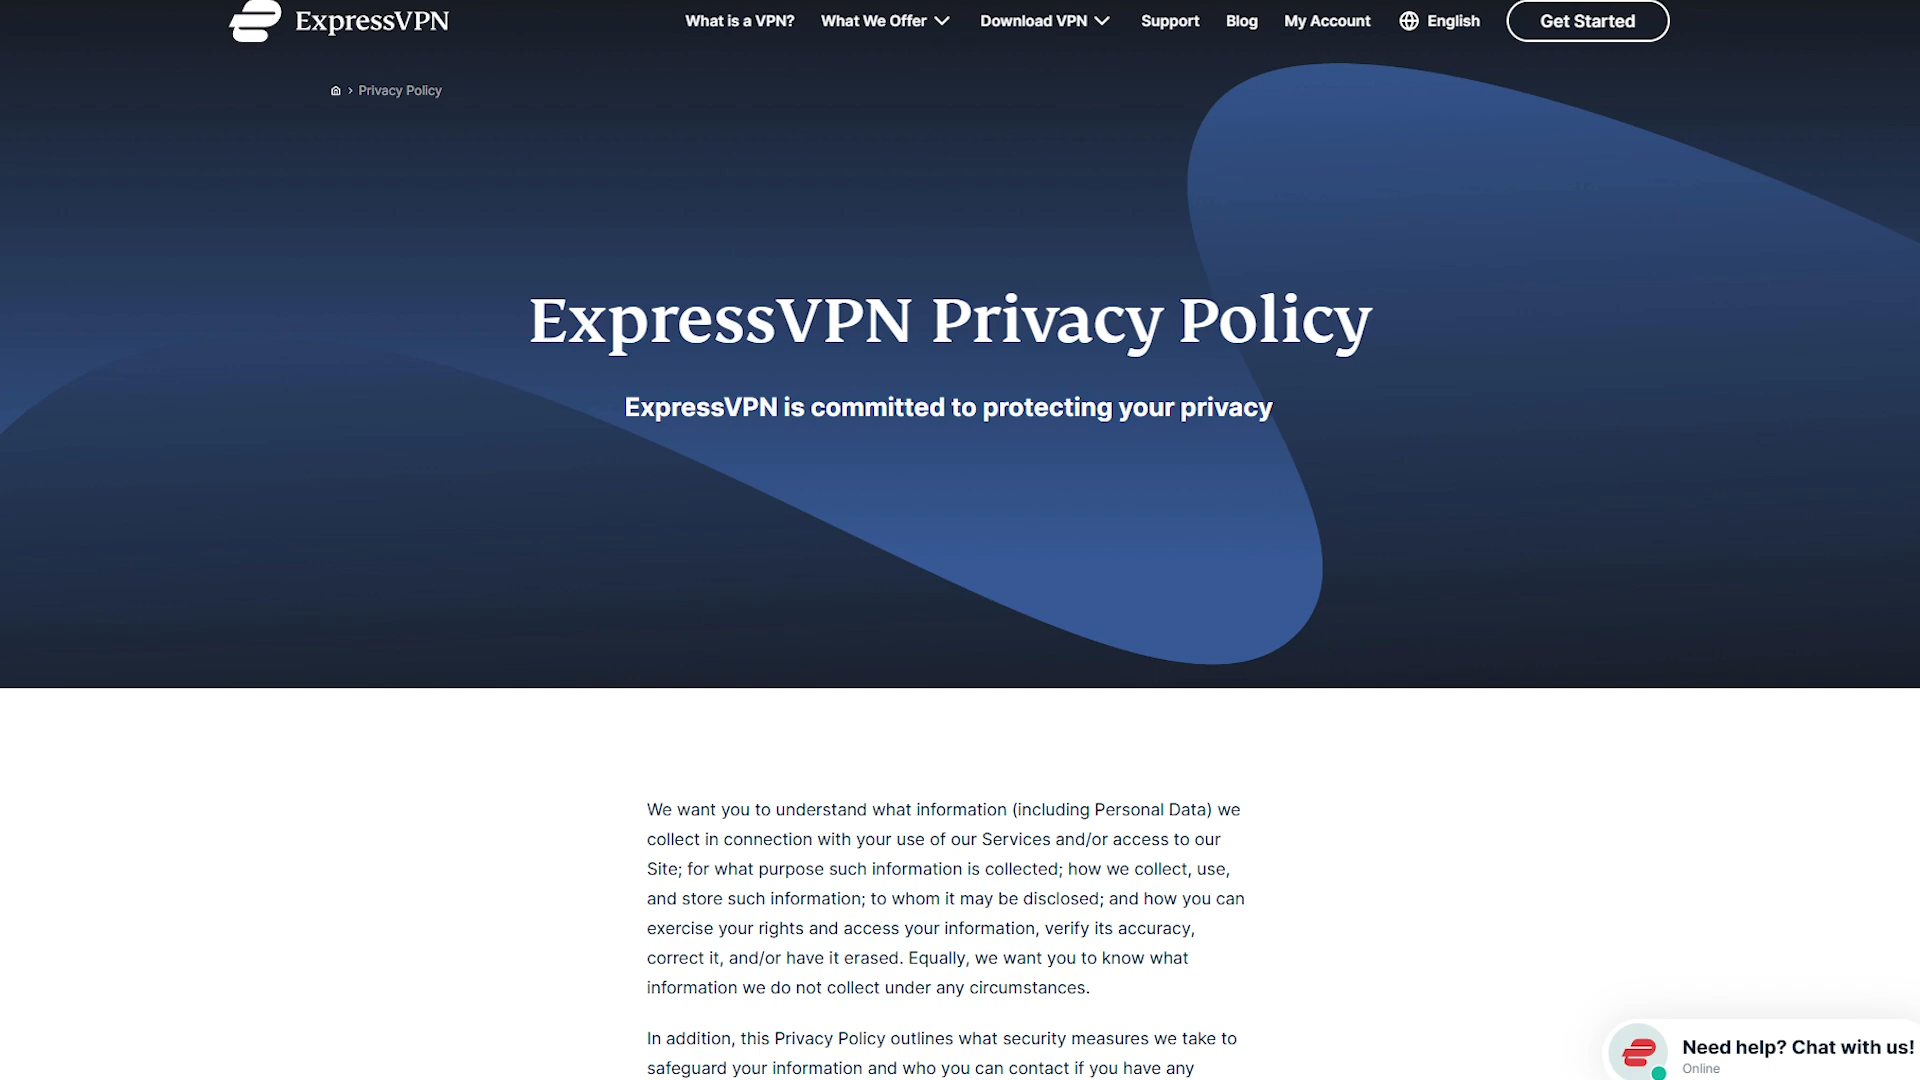 ExpressVPN
What is a VPN? What We Offer Download VPN Support Blog My Account English Get Started
Privacy Policy
ExpressVPN Privacy Policy
ExpressVPN is committed to protecting your privacy
We want you to understand what information (including Personal Data) we
collect in connection with your use of our Services and/or access to our
Site; for what purpose such information is collected; how we collect, use,
and store such information; to whom it may be disclosed; and how you can
exercise your rights and access your information, verify its accuracy,
correct it, and/or have it erased. Equally, we want you to know what
information we do not collect under any circumstances.
In addition, this Privacy Policy outlines what security measures we take to
safeguard your information and who you can contact if you have any
Need help? Chat with us!
Online